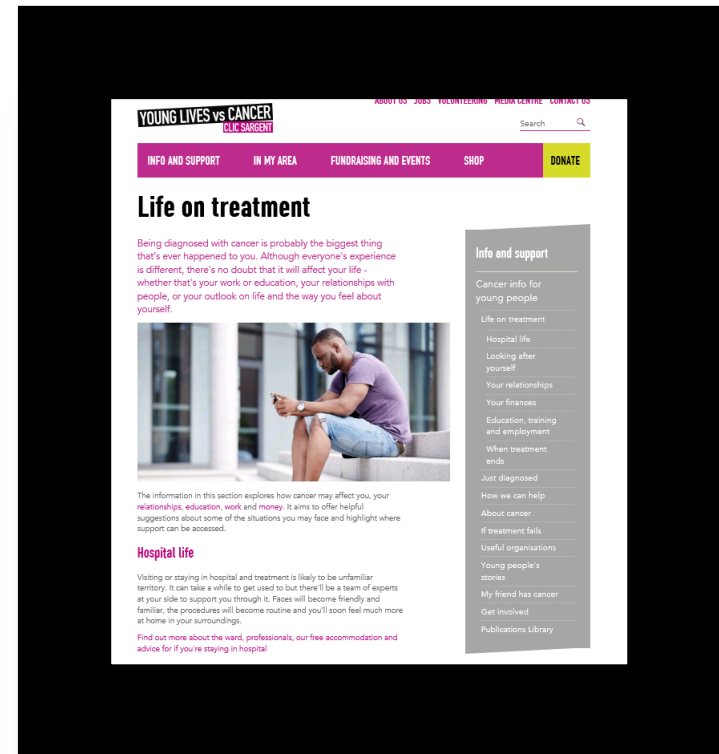 ABOUT US JOBS VOLUNTEERING MEDIA CENTRE CONTACT US
YOUNG LIVES vs CANCER
CLIC SARGENT
Search
INFO AND SUPPORT IN MY AREA FUNDRAISING AND EVENTS SHOP DONATE
Life on treatment
Being diagnosed with cancer is probably the biggest thing
that's ever happened to you. Although everyone's experience
is different, there's no doubt that it will affect your life -
whether that's your work or education, your relationships with
people, or your outlook on life and the way you feel about
yourself.
The information in this section explores how cancer may affect you, your
relationships, education, work and money. It aims to offer helpful
suggestions about some of the situations you may face and highlight where
support can be accessed.
Hospital life
Visiting or staying in hospital and treatment is likely to be unfamiliar
territory. It can take a while to get used to but there'll be a team of experts
at your side to support you through it. Faces will become friendly and
familiar, the procedures will become routine and you'll soon feel much more
at home in your surroundings.
Find out more about the ward, professionals, our free accommodation and
advice for if you're staying in hospital
Info and support
Cancer info for
young people
Life on treatment
Hospital life
Looking after
yourself
Your relationships
Your finances
Education, training
and employment
When treatment
ends
Just diagnosed
How we can help
About cancer
If treatment fails
Useful organisations
Young people's
stories
My friend has cancer
Get involved
Publications Library